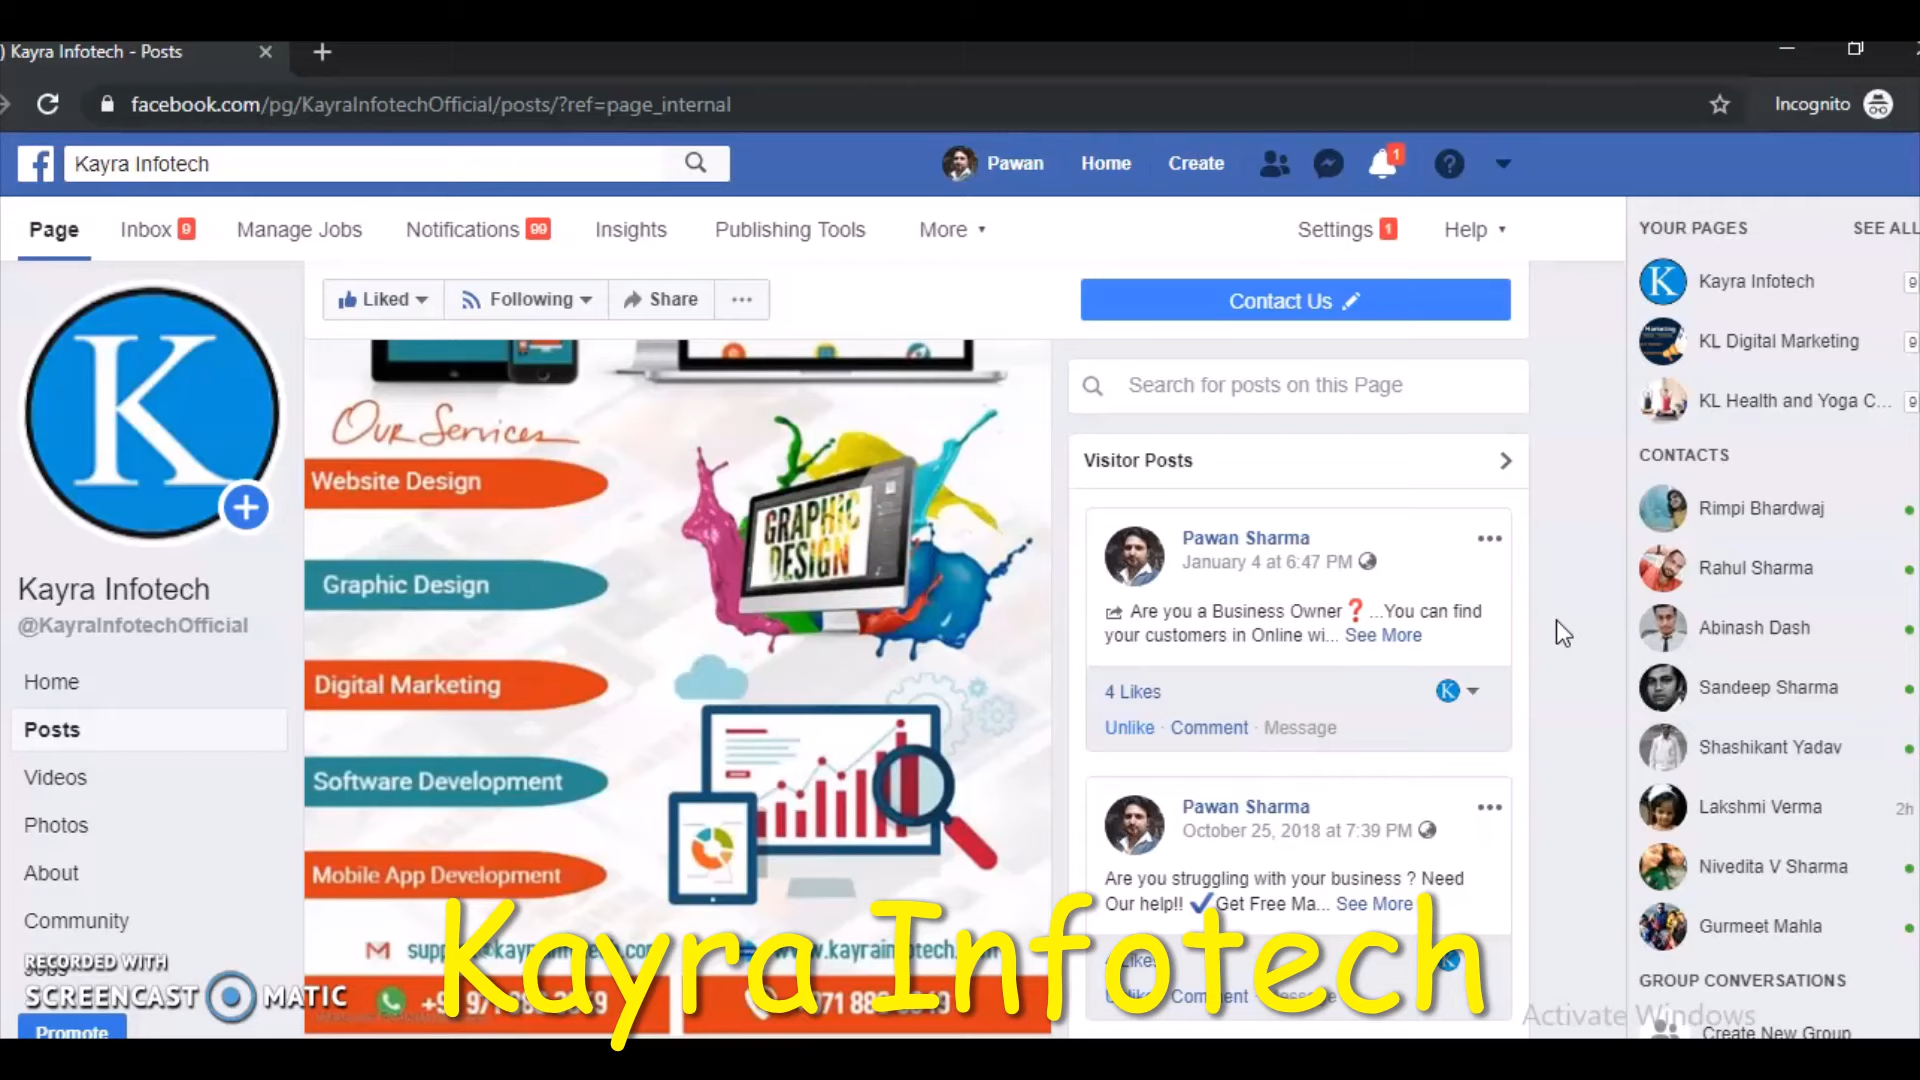 ) Kayra Infotech - Posts
facebook.com/pg/KayraInfotechOfficial/posts/?ref=page_internal
Incognito
Kayra Infotech
Pawan
Home
Create
1
Page
Inbox 9
Manage Jobs
Notifications 99
Insights
Publishing Tools
More
Settings 1
Help
K
Kayra Infotech
@KayraInfotechOfficial
Home
Posts
Videos
Photos
About
Community
Jobs
Promote
Liked
Following
Share
Contact Us
Our Services
Website Design
Graphic Design
Digital Marketing
Software Development
Mobile App Development
GRAPHIC
DESIGN
Search for posts on this Page
Visitor Posts
Pawan Sharma
January 4 at 6:47 PM
Are you a Business Owner ❓...You can find
your customers in Online wi... See More
4 Likes
K
Unlike · Comment · Message
Pawan Sharma
October 25, 2018 at 7:39 PM
Are you struggling with your business ? Need
Our help!! ✔Get Free Ma... See More
Likes
Comment
YOUR PAGES
SEE ALL
K
Kayra Infotech 9
KL Digital Marketing 9
KL Health and Yoga C... 9
CONTACTS
Rimpi Bhardwaj
Rahul Sharma
Abinash Dash
Sandeep Sharma
Shashikant Yadav
Lakshmi Verma 2h
Nivedita V Sharma
Gurmeet Mahla
GROUP CONVERSATIONS
Create New Group
Kayra Infotech
RECORDED WITH
SCREENCAST MATIC
Activate Windows